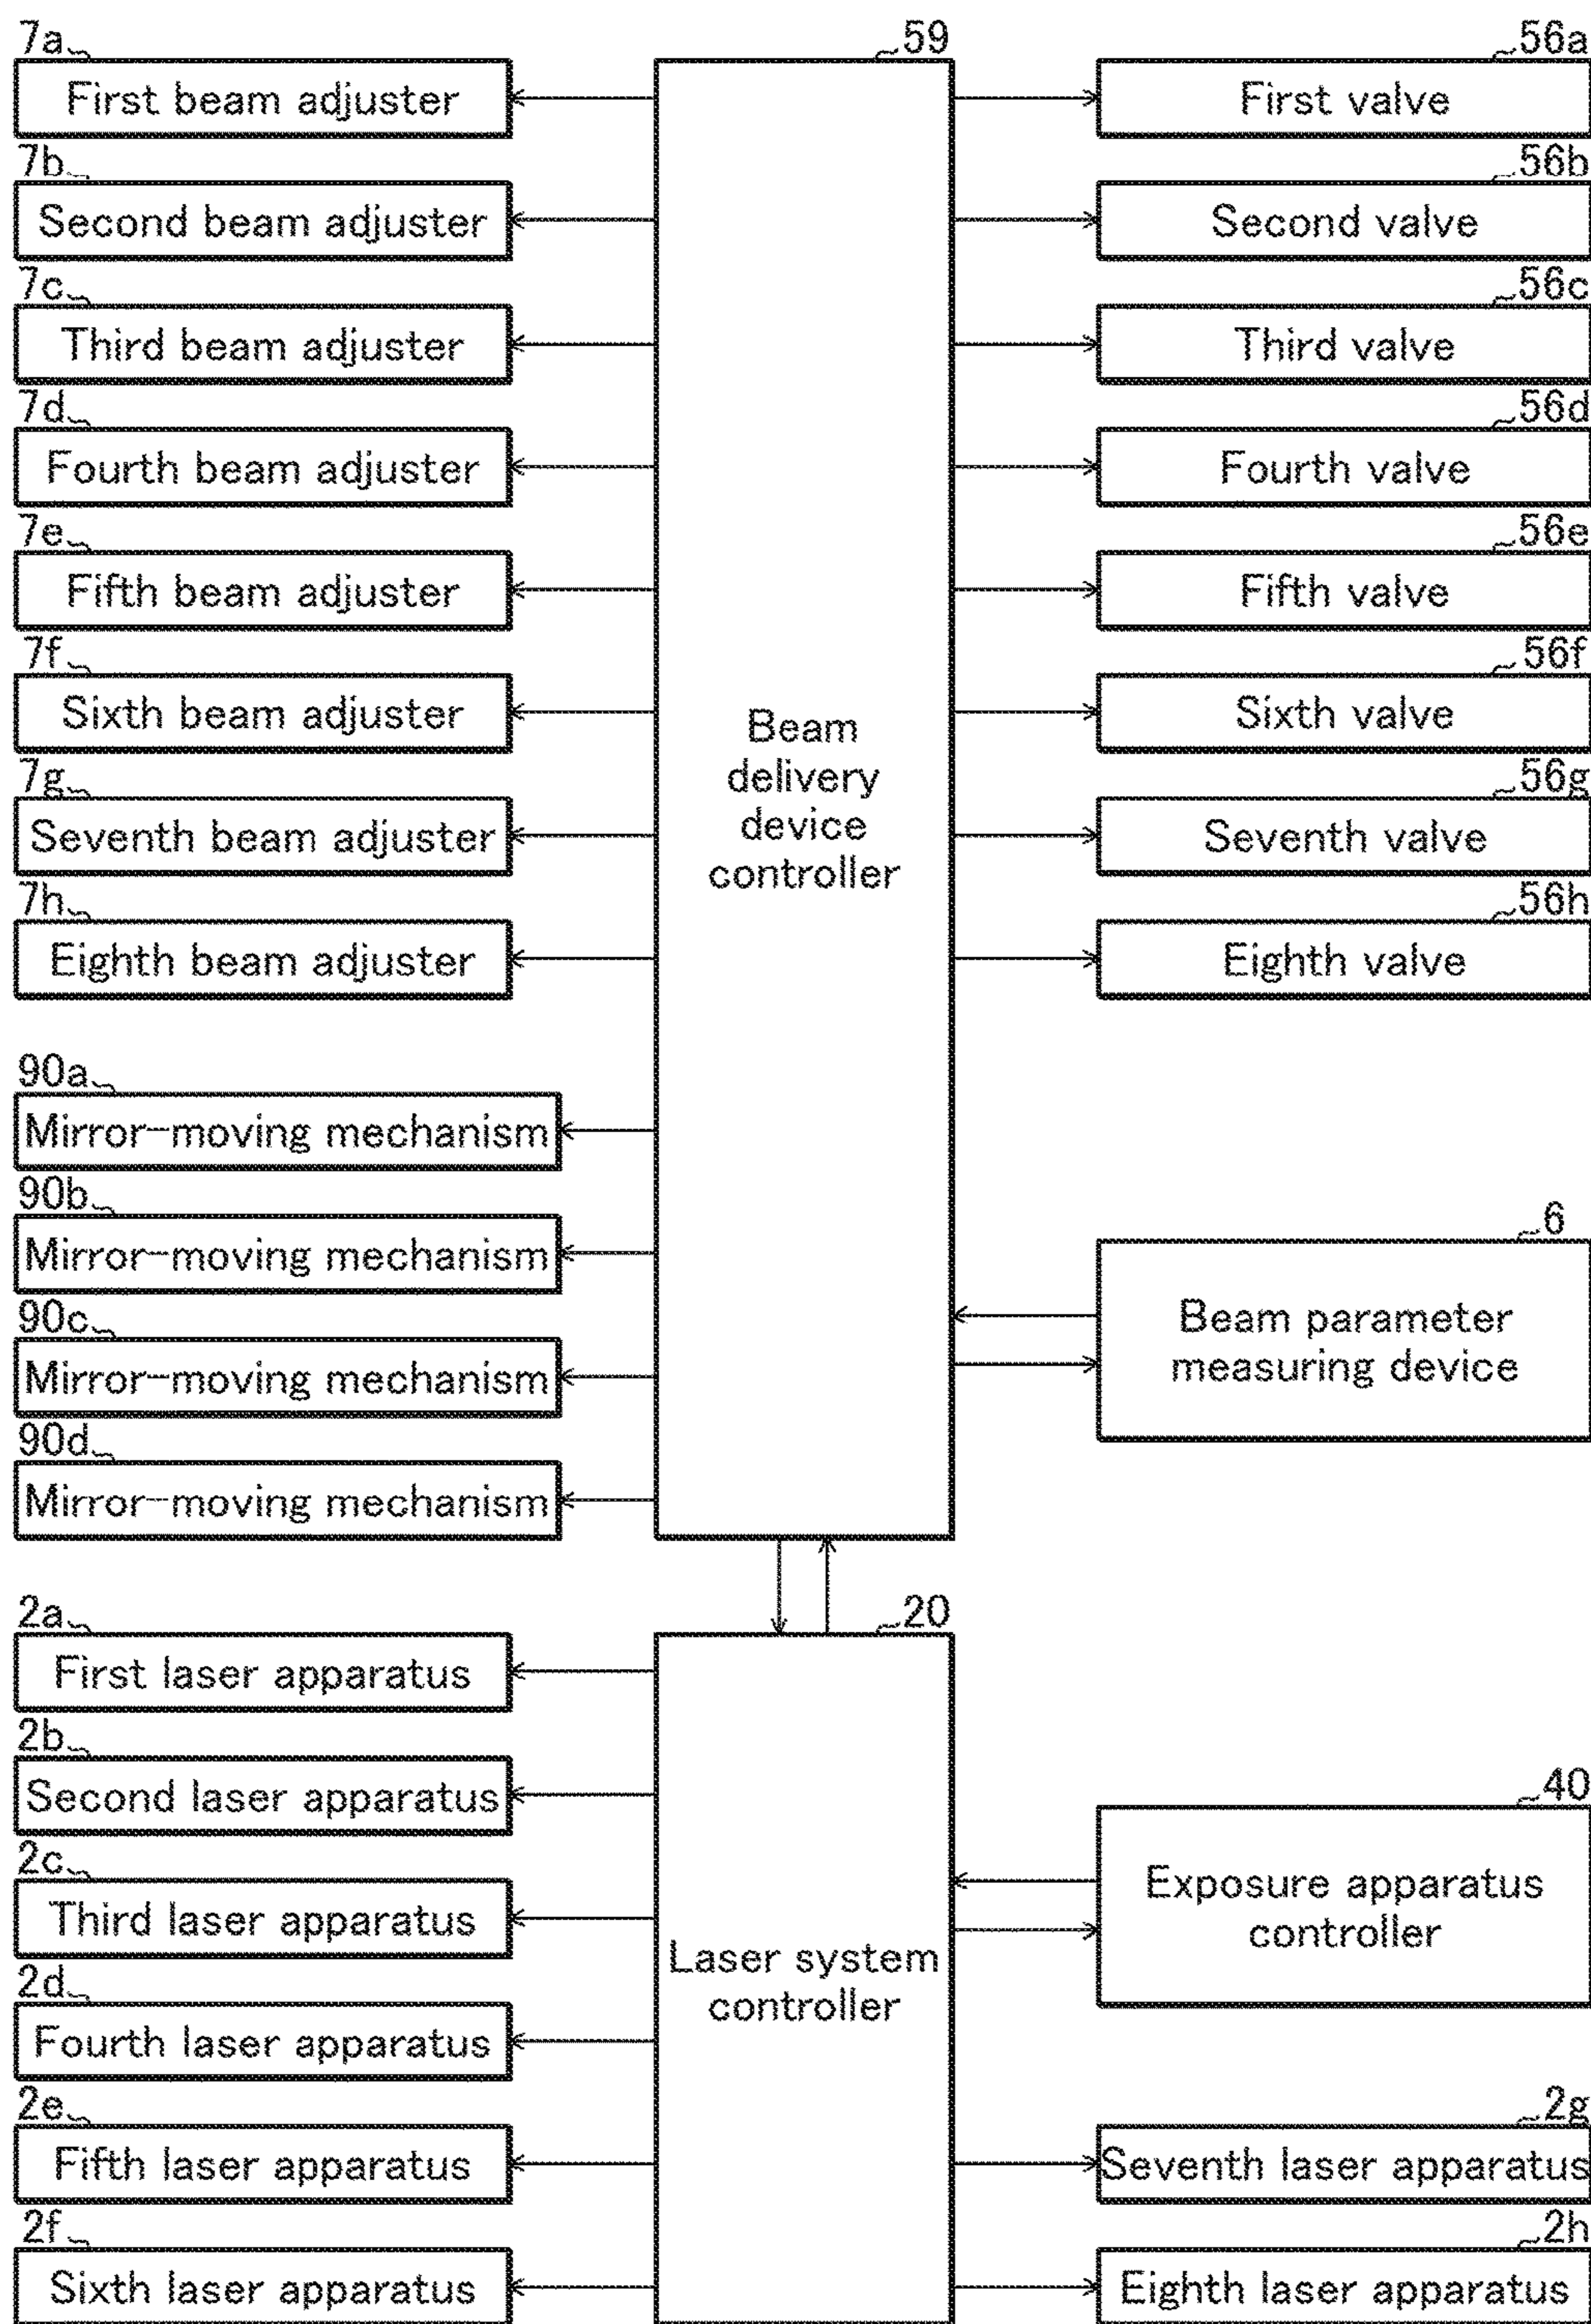 7a
First beam adjuster
7b
Second beam adjuster
7c
Third beam adjuster
7d
Fourth beam adjuster
7e
Fifth beam adjuster
7f
Sixth beam adjuster
7g
Seventh beam adjuster
7h
Eighth beam adjuster
90a
Mirror-moving mechanism
90b
Mirror-moving mechanism
90c
Mirror-moving mechanism
90d
Mirror-moving mechanism
59
Beam
delivery
device
controller
56a
First valve
56b
Second valve
56c
Third valve
56d
Fourth valve
56e
Fifth valve
56f
Sixth valve
56g
Seventh valve
56h
Eighth valve
6
Beam parameter
measuring device
2a
First laser apparatus
2b
Second laser apparatus
2c
Third laser apparatus
2d
Fourth laser apparatus
2e
Fifth laser apparatus
2f
Sixth laser apparatus
20
Laser system
controller
40
Exposure apparatus
controller
2g
Seventh laser apparatus
2h
Eighth laser apparatus